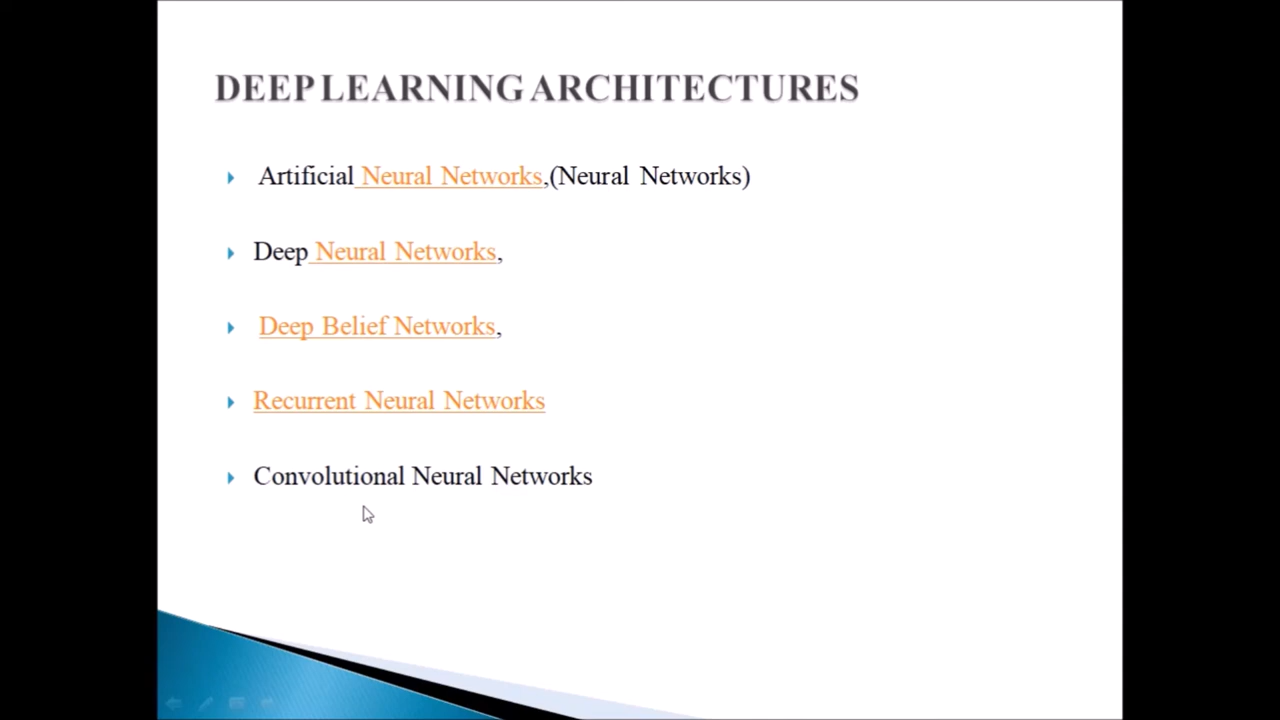 DEEP LEARNING ARCHITECTURES
Artificial Neural Networks,(Neural Networks)
Deep Neural Networks,
Deep Belief Networks,
Recurrent Neural Networks
Convolutional Neural Networks